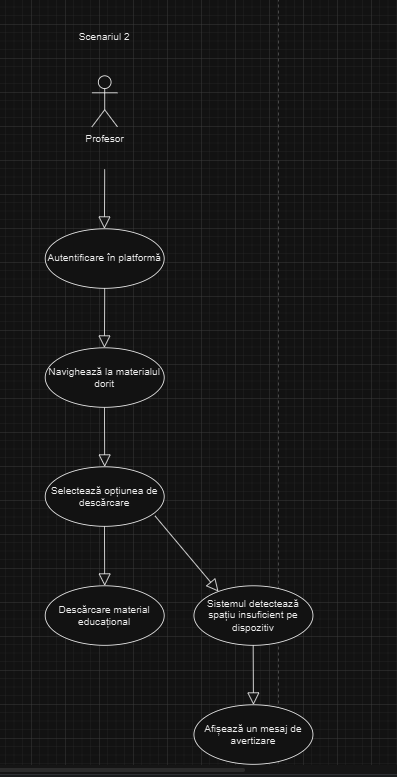 Scenariul 2
Profesor
Autentificare în platformă
Navighează la materialul
dorit
Selectează opțiunea de
descărcare
Descărcare material
educațional
Sistemul detectează
spațiu insuficient pe
dispozitiv
Afișează un mesaj de
avertizare